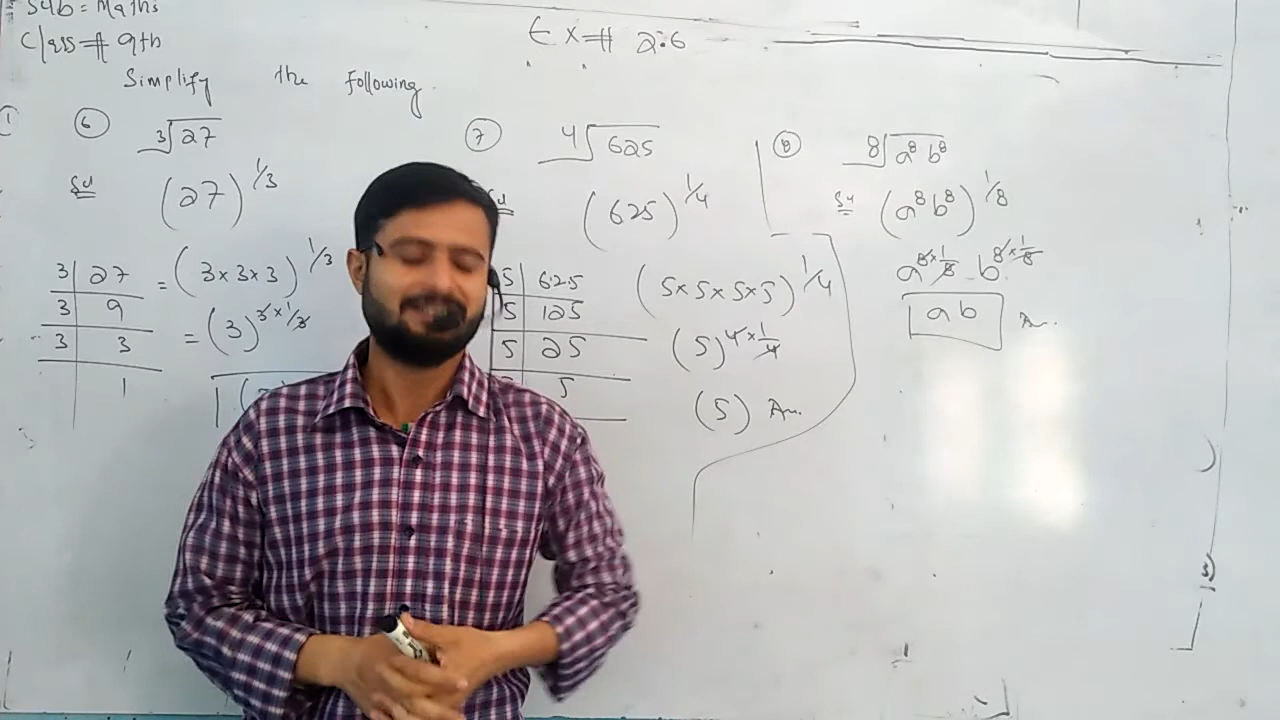 Sub = Maths
Class # 9th
Ex # 2.6
Simplify the following.
6 ∛27
Sol (27)^1/3
3 | 27 = (3×3×3)^1/3
3 | 9
3 | 3 = (3)^3×1/3
1
7 ∜625
(625)^1/4
5 | 625 (5×5×5×5)^1/4
5 | 125
5 | 25 (5)^4×1/4
5
(5) An.
8 ⁸√a⁸b⁸
Sol (a⁸b⁸)^1/8
a^8×1/8 . b^8×1/8
ab An.